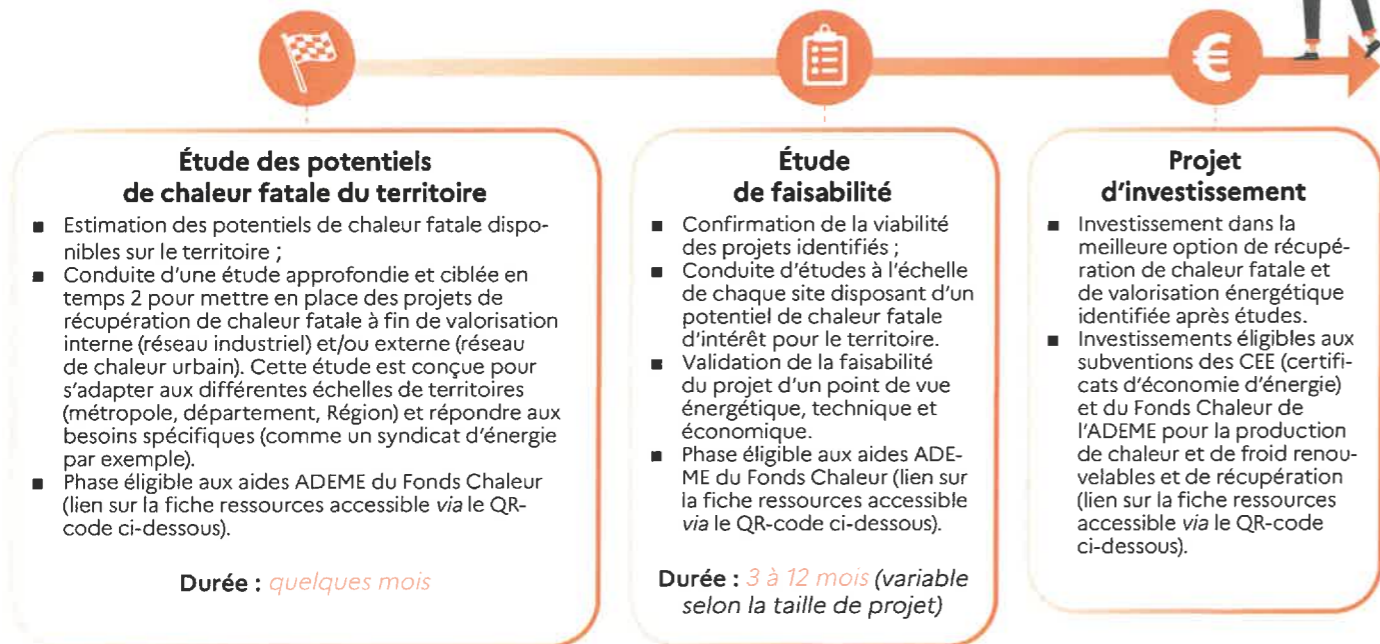 €
Étude des potentiels
de chaleur fatale du territoire
■ Estimation des potentiels de chaleur fatale dispo-
nibles sur le territoire ;
■ Conduite d'une étude approfondie et ciblée en
temps 2 pour mettre en place des projets de
récupération de chaleur fatale à fin de valorisation
interne (réseau industriel) et/ou externe (réseau
de chaleur urbain). Cette étude est conçue pour
s'adapter aux différentes échelles de territoires
(métropole, département, Région) et répondre aux
besoins spécifiques (comme un syndicat d'énergie
par exemple).
■ Phase éligible aux aides ADEME du Fonds Chaleur
(lien sur la fiche ressources accessible via le QR-
code ci-dessous).
Durée : quelques mois
Étude
de faisabilité
■ Confirmation de la viabilité
des projets identifiés ;
■ Conduite d'études à l'échelle
de chaque site disposant d'un
potentiel de chaleur fatale
d'intérêt pour le territoire.
■ Validation de la faisabilité
du projet d'un point de vue
énergétique, technique et
économique.
■ Phase éligible aux aides ADE-
ME du Fonds Chaleur (lien sur
la fiche ressources accessible
via le QR-code ci-dessous).
Durée : 3 à 12 mois (variable
selon la taille de projet)
Projet
d'investissement
■ Investissement dans la
meilleure option de récupé-
ration de chaleur fatale et
de valorisation énergétique
identifiée après études.
■ Investissements éligibles aux
subventions des CEE (certifi-
cats d'économie d'énergie)
et du Fonds Chaleur de
l'ADEME pour la production
de chaleur et de froid renou-
velables et de récupération
(lien sur la fiche ressources
accessible via le QR-code
ci-dessous).